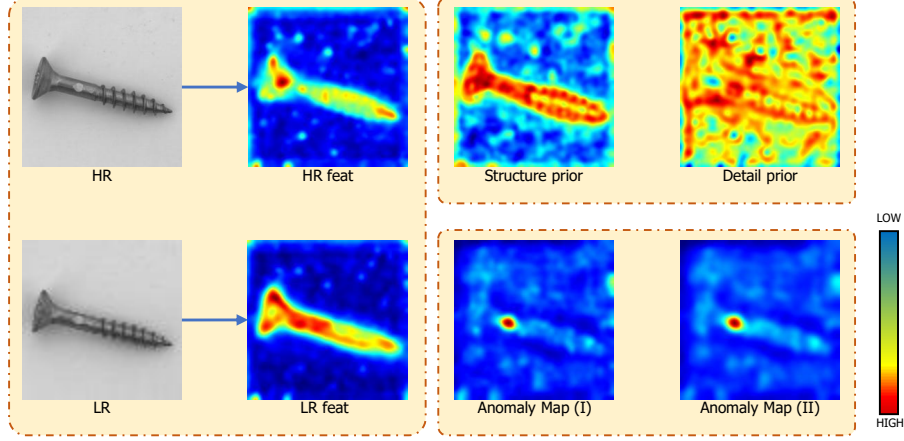 HR
HR feat
Structure prior
Detail prior
LOW
LR
LR feat
Anomaly Map (I)
Anomaly Map (II)
HIGH